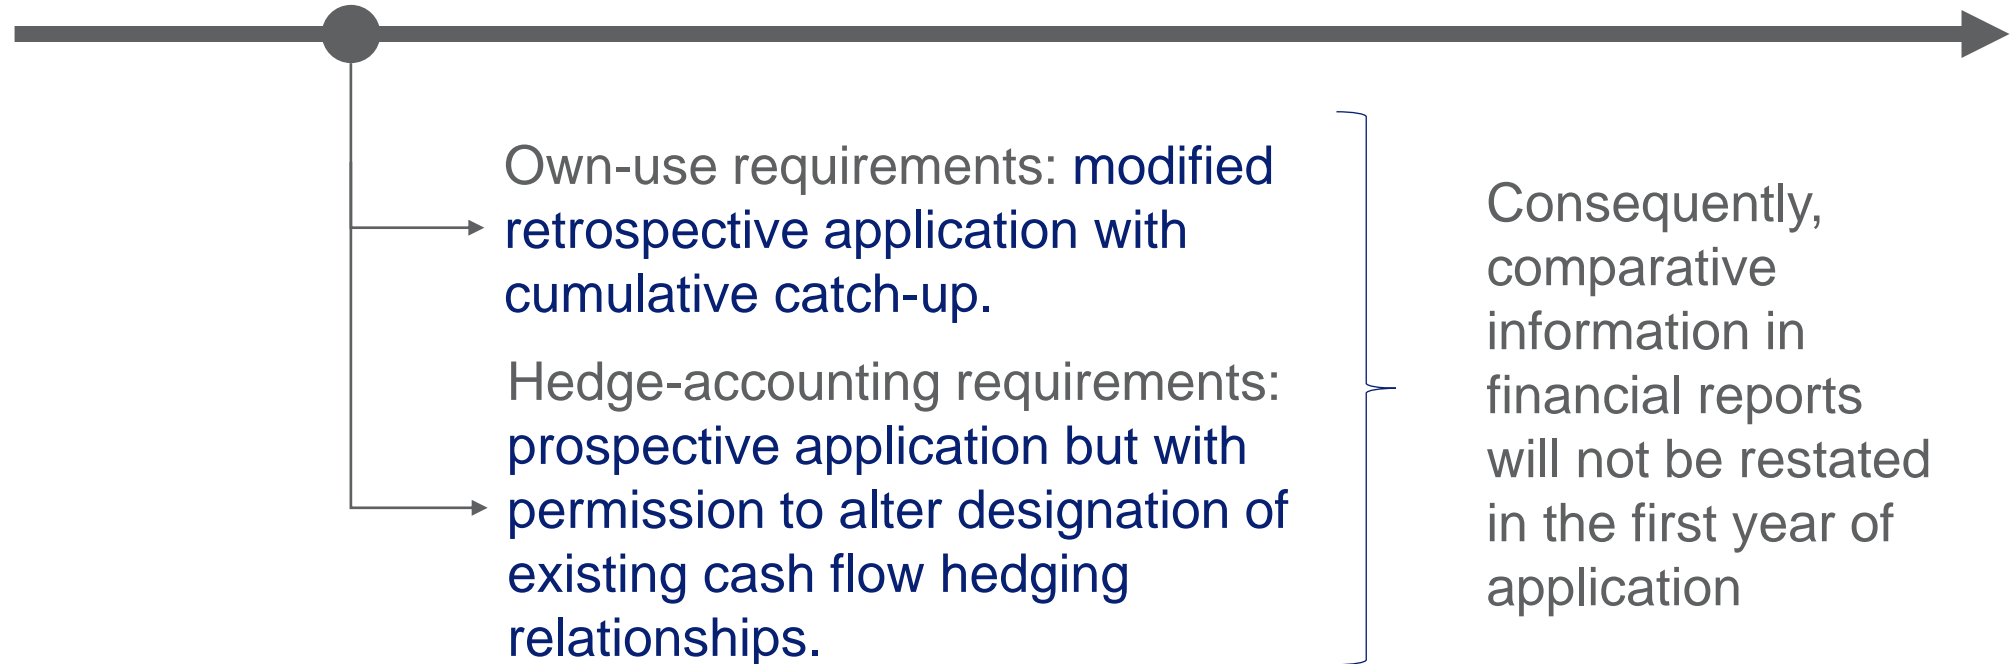 Own-use requirements: modified
retrospective application with
cumulative catch-up.
Hedge-accounting requirements:
prospective application but with
permission to alter designation of
existing cash flow hedging
relationships.
Consequently,
comparative
information in
financial reports
will not be restated
in the first year of
application